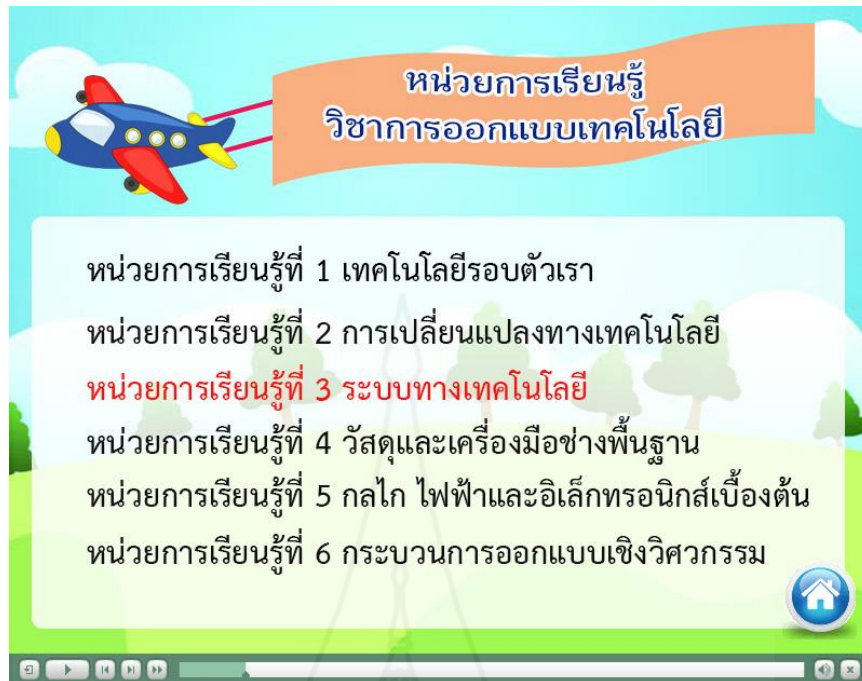 หน่วยการเรียนรู้
วิชาการออกแบบเทคโนโลยี
หน่วยการเรียนรู้ที่ 1 เทคโนโลยีรอบตัวเรา
หน่วยการเรียนรู้ที่ 2 การเปลี่ยนแปลงทางเทคโนโลยี
หน่วยการเรียนรู้ที่ 3 ระบบทางเทคโนโลยี
หน่วยการเรียนรู้ที่ 4 วัสดุและเครื่องมือช่างพื้นฐาน
หน่วยการเรียนรู้ที่ 5 กลไก ไฟฟ้าและอิเล็กทรอนิกส์เบื้องต้น
หน่วยการเรียนรู้ที่ 6 กระบวนการออกแบบเชิงวิศวกรรม